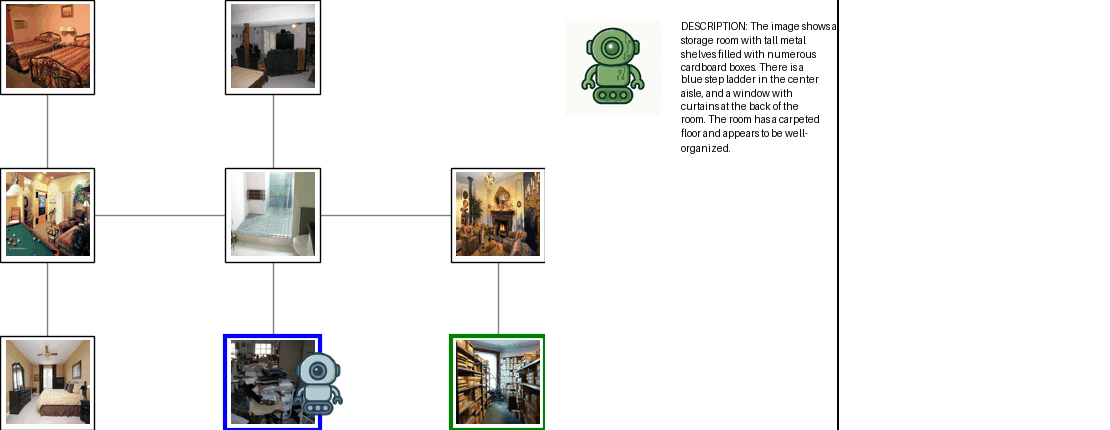 DESCRIPTION: The image shows a
storage room with tall metal
shelves filled with numerous
cardboard boxes. There is a
blue step ladder in the center
aisle, and a window with
curtains at the back of the
room. The room has a carpeted
floor and appears to be well-
organized.